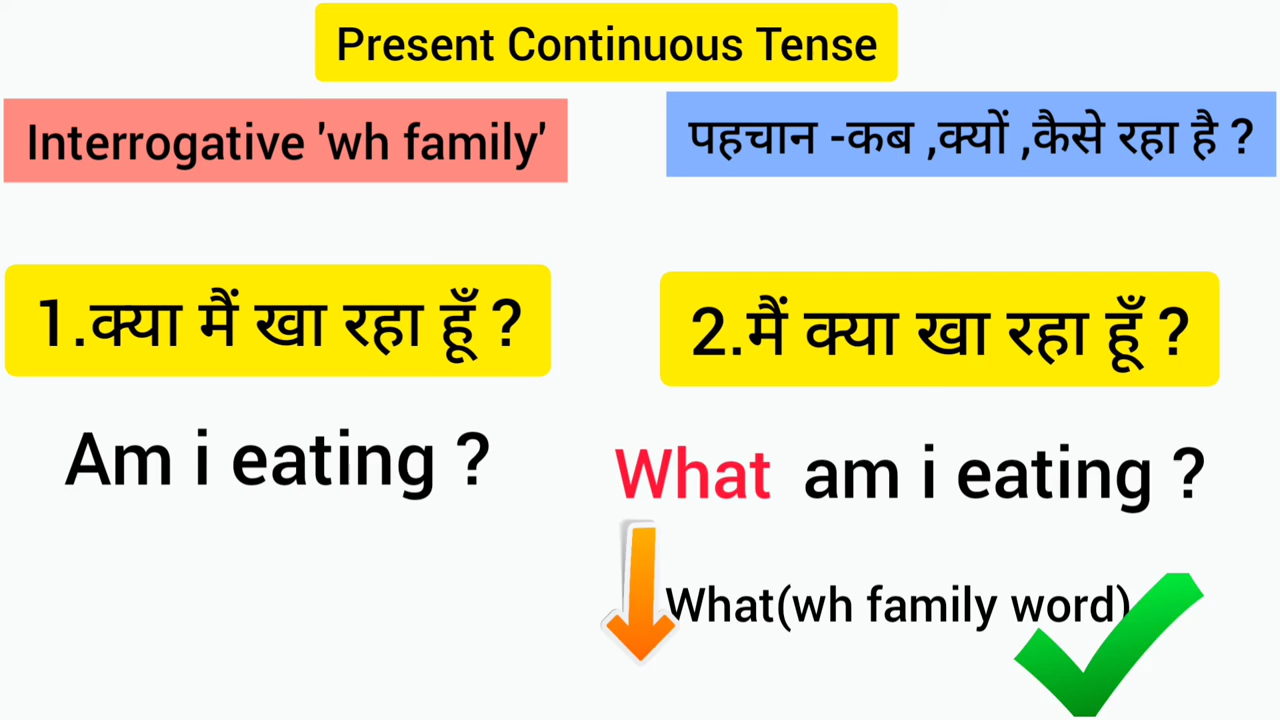 Present Continuous Tense
Interrogative 'wh family'
पहचान -कब ,क्यों ,कैसे रहा है ?
1.क्या मैं खा रहा हूँ ?
2.मैं क्या खा रहा हूँ ?
Am i eating ?
What am i eating ?
What(wh family word)